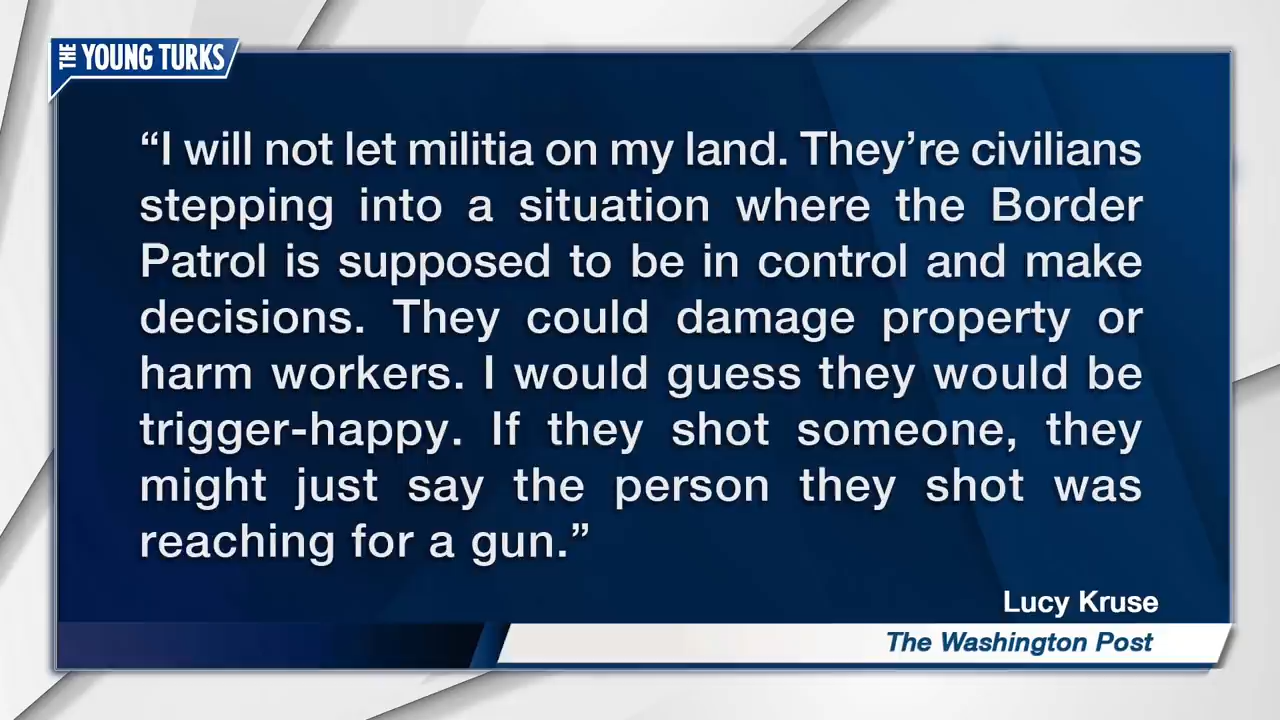 THE YOUNG TURKS
“I will not let militia on my land. They’re civilians
stepping into a situation where the Border
Patrol is supposed to be in control and make
decisions. They could damage property or
harm workers. I would guess they would be
trigger-happy. If they shot someone, they
might just say the person they shot was
reaching for a gun.”
Lucy Kruse
The Washington Post